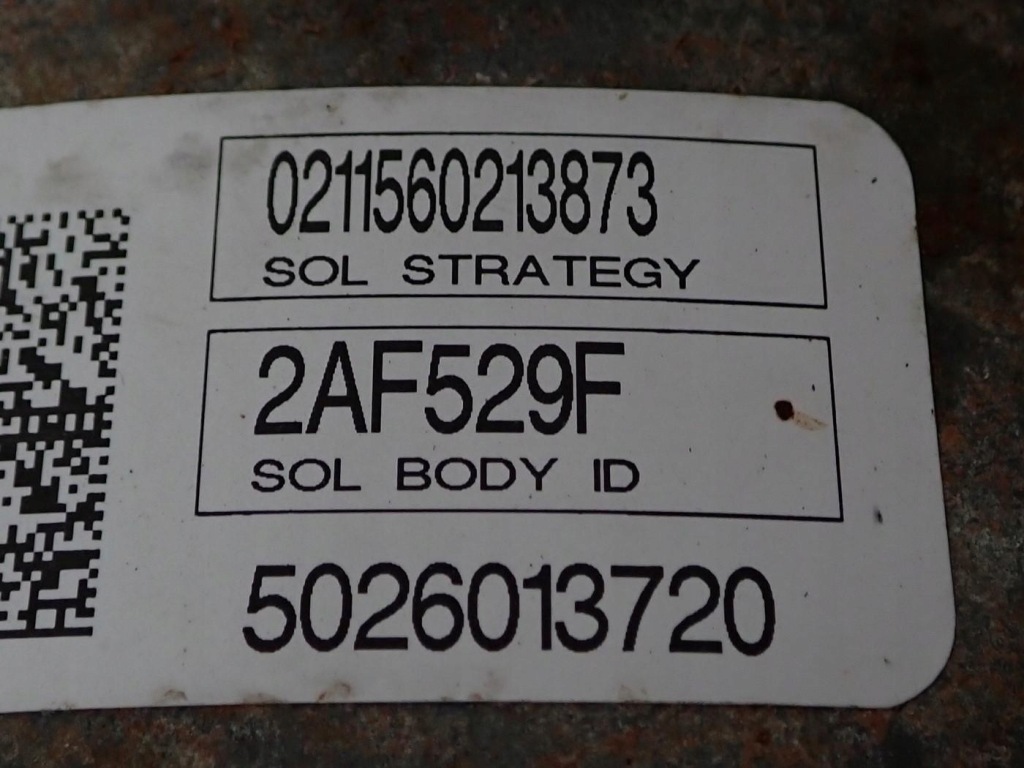 0211560213873
SOL STRATEGY
2AF529F
SOL BODY ID
5026013720